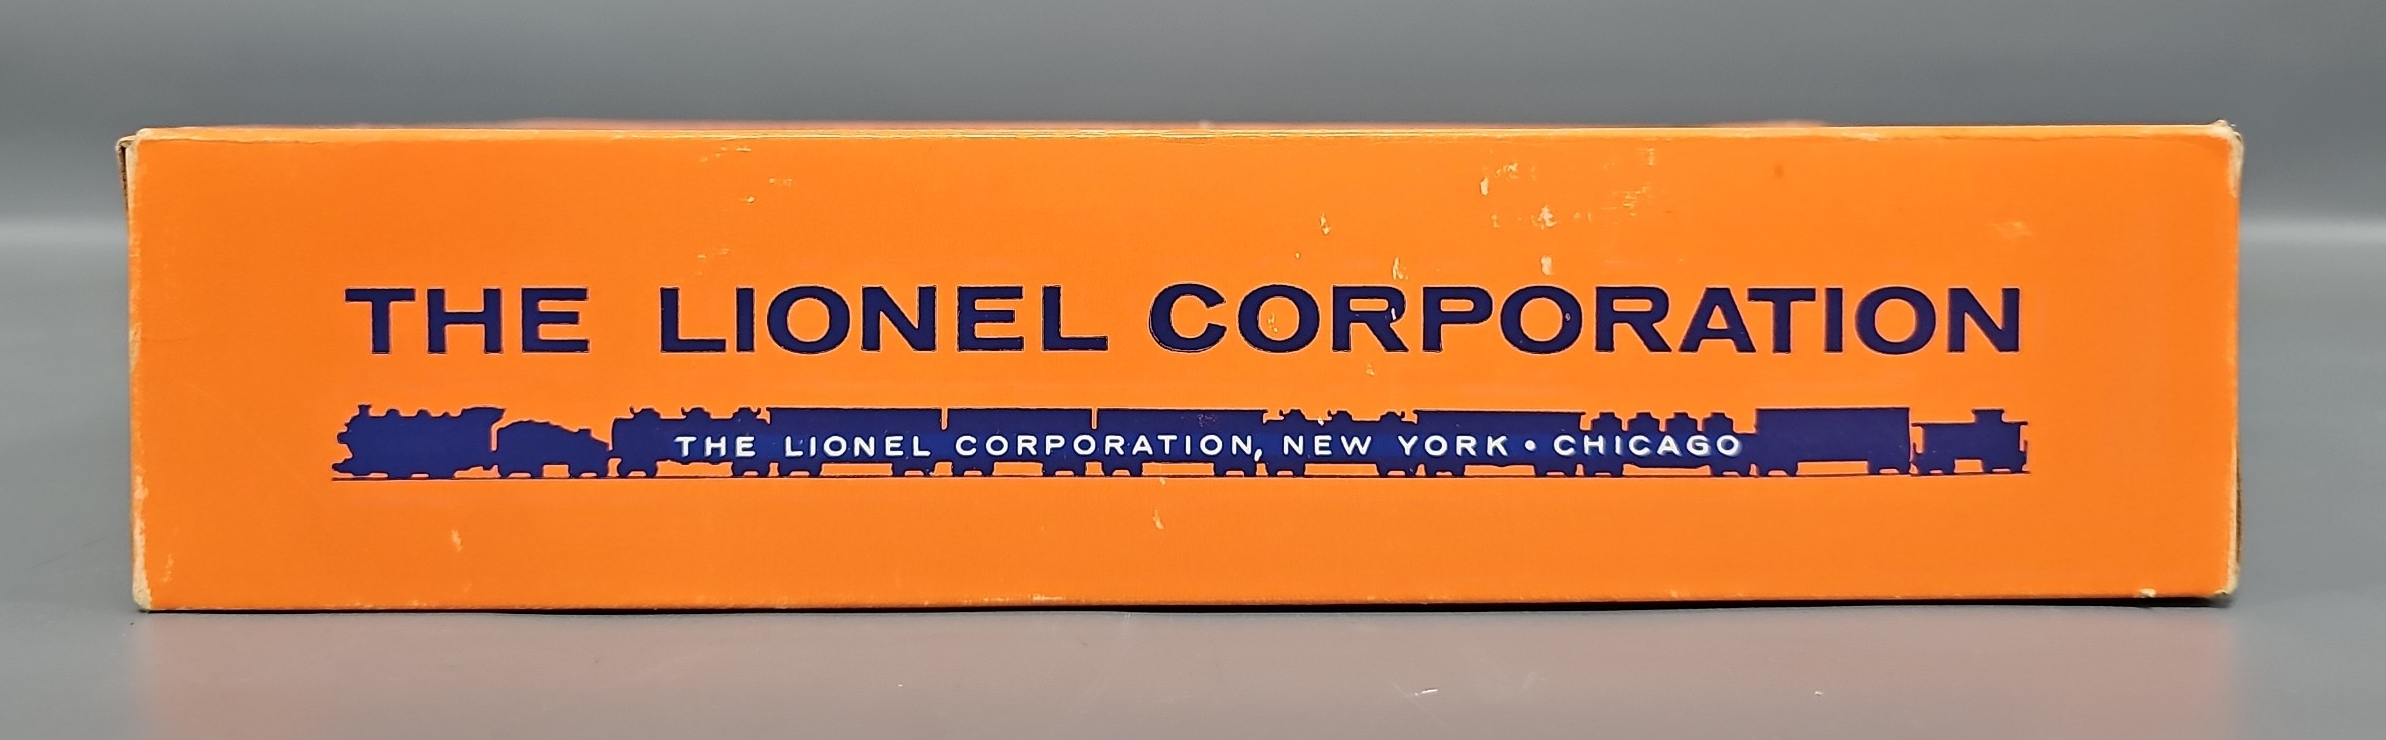 THE LIONEL CORPORATION
THE LIONEL CORPORATION, NEW YORK • CHICAGO